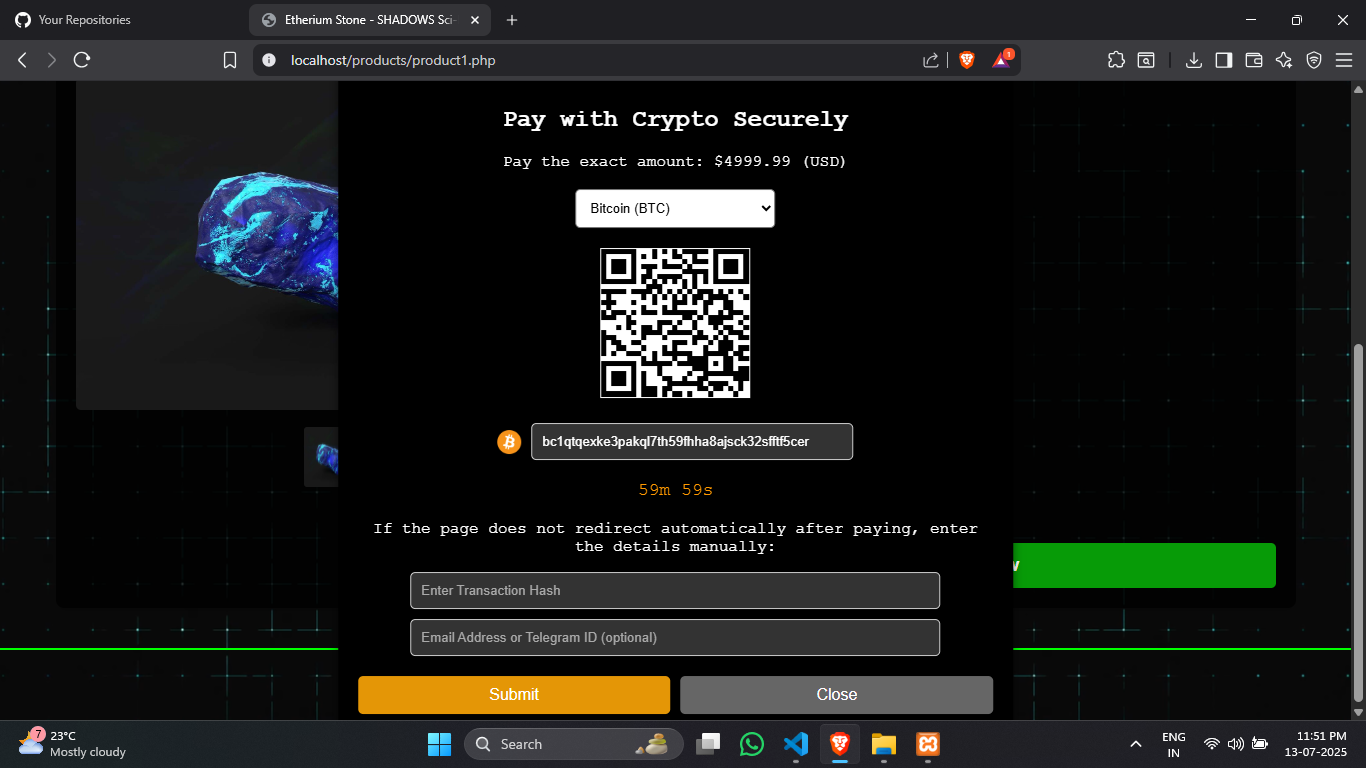 Your Repositories
Etherium Stone - SHADOWS Sci-
localhost/products/product1.php
1
Pay with Crypto Securely
Pay the exact amount: $4999.99 (USD)
Bitcoin (BTC)
bc1qtqexke3pakql7th59fhha8ajsck32sfftf5cer
59m 59s
If the page does not redirect automatically after paying, enter
the details manually:
w
Enter Transaction Hash
Email Address or Telegram ID (optional)
Submit
Close
7
23°C
Mostly cloudy
Search
ENG
IN
11:51 PM
13-07-2025